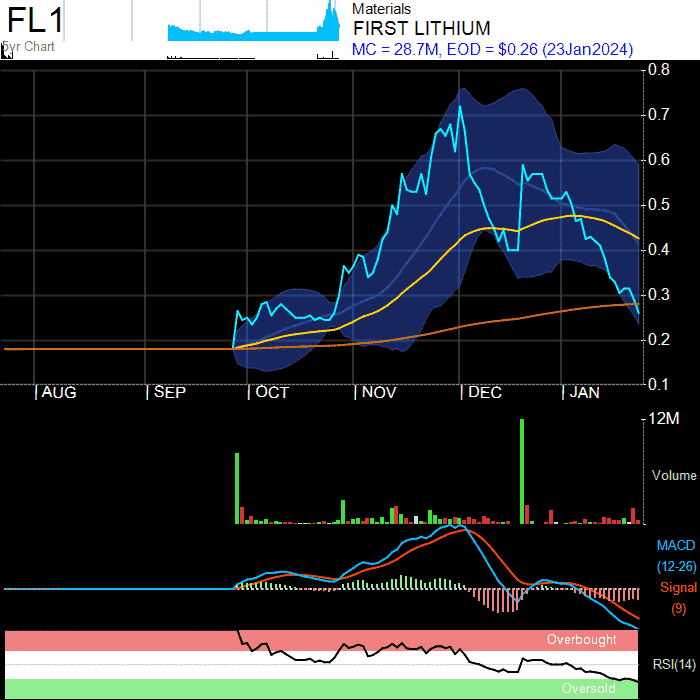 FL1
5yr Chart
Materials
FIRST LITHIUM
MC = 28.7M, EOD = $0.26 (23Jan2024)
0.8
0.7
0.6
0.5
0.4
0.3
0.2
0.1
AUG SEP OCT NOV DEC JAN
12M
Volume
MACD
(12-26)
Signal
(9)
Overbought
RSI(14)
Oversold